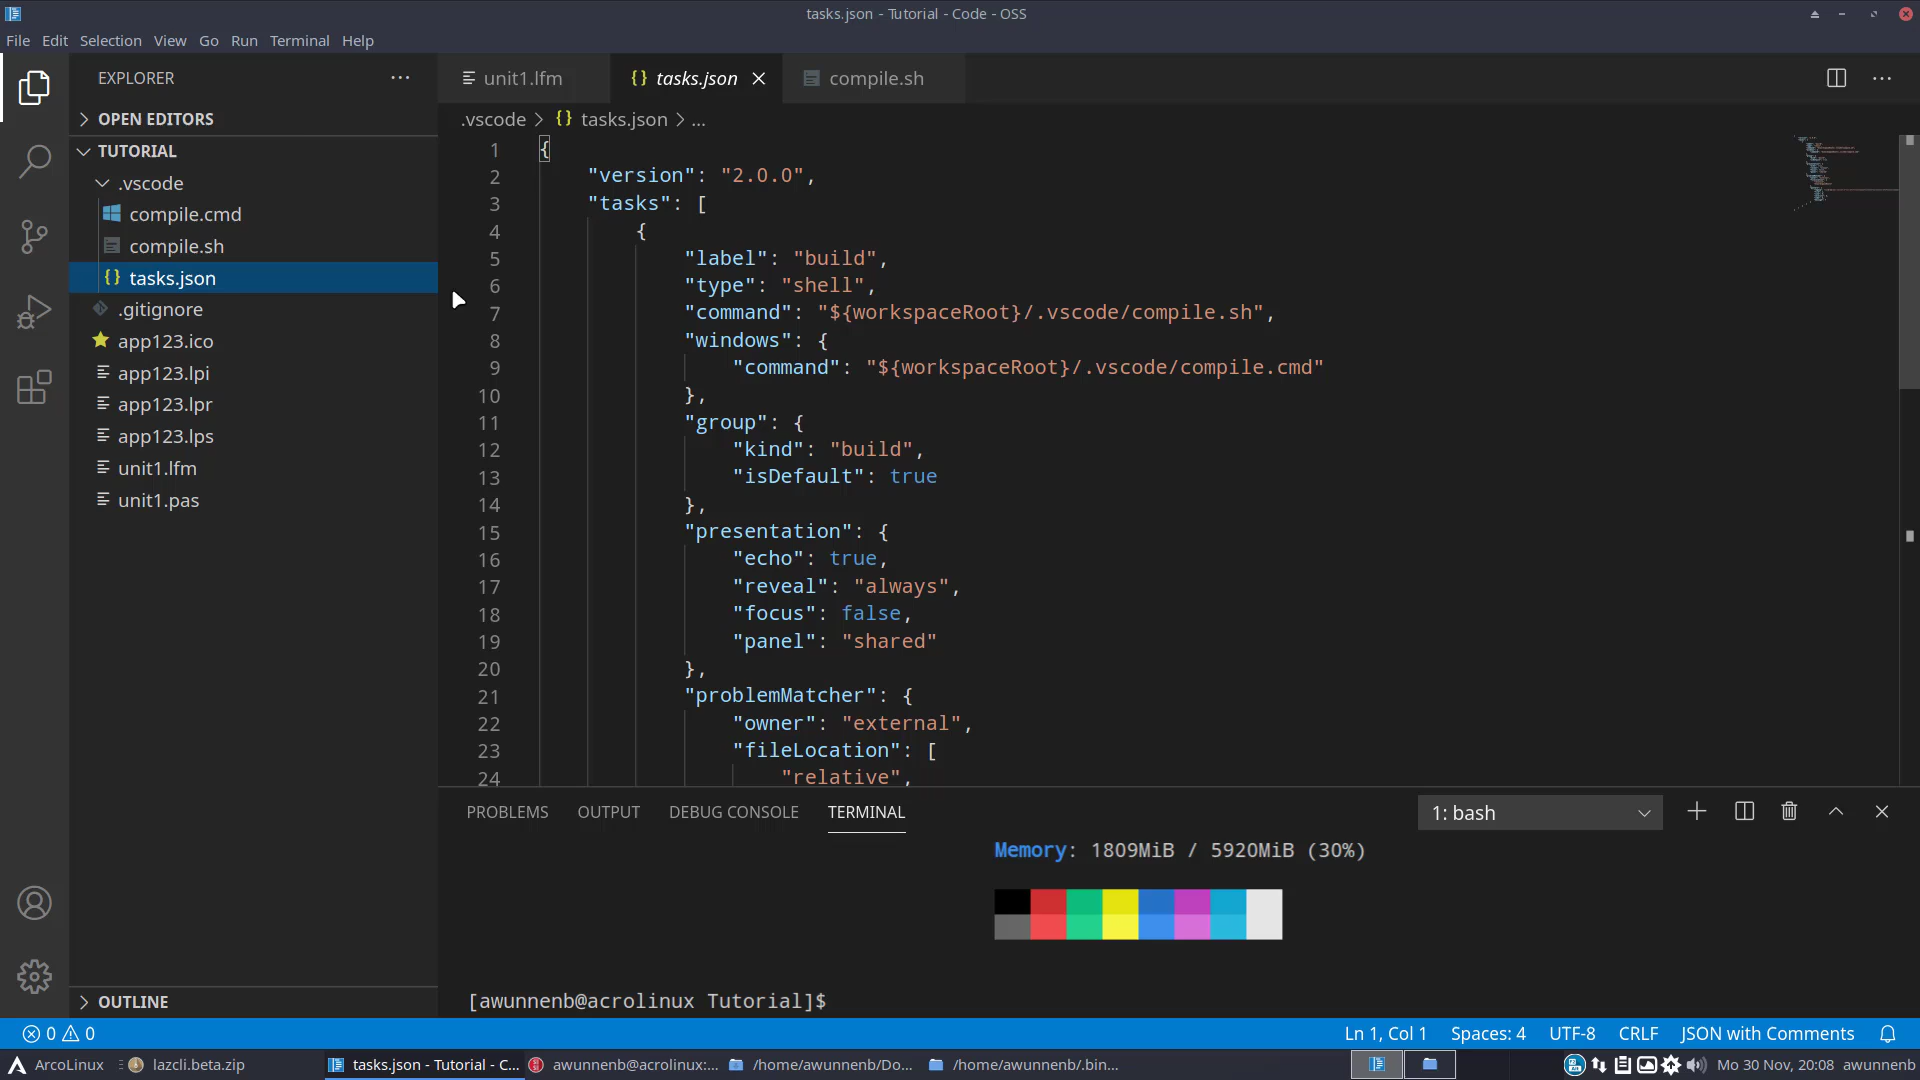 tasks.json - Tutorial - Code - OSS
File Edit Selection View Go Run Terminal Help
EXPLORER
OPEN EDITORS
TUTORIAL
.vscode
compile.cmd
compile.sh
tasks.json
.gitignore
app123.ico
app123.lpi
app123.lpr
app123.lps
unit1.lfm
unit1.pas
OUTLINE
unit1.lfm {} tasks.json compile.sh
.vscode > {} tasks.json > ...
1 {
2 "version": "2.0.0",
3 "tasks": [
4 {
5 "label": "build",
6 "type": "shell",
7 "command": "${workspaceRoot}/.vscode/compile.sh",
8 "windows": {
9 "command": "${workspaceRoot}/.vscode/compile.cmd"
10 },
11 "group": {
12 "kind": "build",
13 "isDefault": true
14 },
15 "presentation": {
16 "echo": true,
17 "reveal": "always",
18 "focus": false,
19 "panel": "shared"
20 },
21 "problemMatcher": {
22 "owner": "external",
23 "fileLocation": [
24 "relative",
PROBLEMS OUTPUT DEBUG CONSOLE TERMINAL 1: bash
Memory: 1809MiB / 5920MiB (30%)
[awunnenb@acrolinux Tutorial]$
0 0 Ln 1, Col 1 Spaces: 4 UTF-8 CRLF JSON with Comments
ArcoLinux lazcli.beta.zip tasks.json - Tutorial - C... awunnenb@acrolinux:... /home/awunnenb/Do... /home/awunnenb/.bin... Mo 30 Nov, 20:08 awunnenb